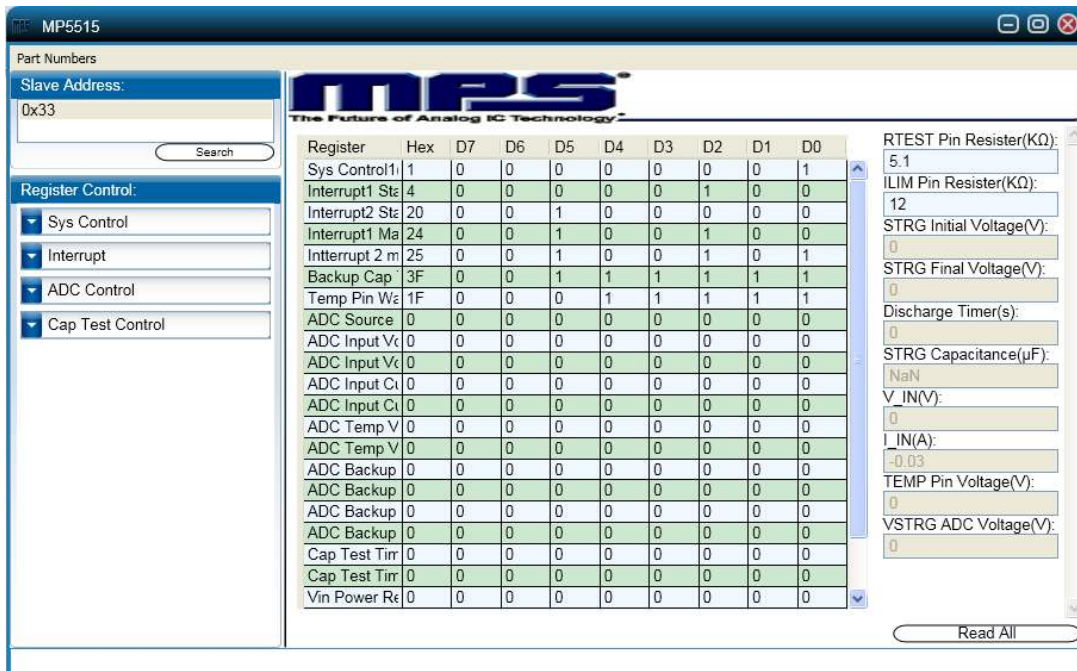 MP5515
Part Numbers
Slave Address:
0x33
Search
Register Control:
Sys Control
Interrupt
ADC Control
Cap Test Control
MPS
The Future of Analog IC Technology
Register Hex D7 D6 D5 D4 D3 D2 D1 D0
Sys Control1( 1 0 0 0 0 0 0 0 1
Interrupt1 Sta 4 0 0 0 0 0 1 0 0
Interrupt2 Sta 20 0 0 1 0 0 0 0 0
Interrupt1 Ma 24 0 0 1 0 0 1 0 0
Intterrupt 2 m 25 0 0 1 0 0 1 0 1
Backup Cap 3F 0 0 1 1 1 1 1 1
Temp Pin Wa 1F 0 0 0 1 1 1 1 1
ADC Source 0 0 0 0 0 0 0 0 0
ADC Input Vo 0 0 0 0 0 0 0 0 0
ADC Input Vo 0 0 0 0 0 0 0 0 0
ADC Input Cu 0 0 0 0 0 0 0 0 0
ADC Input Cu 0 0 0 0 0 0 0 0 0
ADC Temp V 0 0 0 0 0 0 0 0 0
ADC Temp V 0 0 0 0 0 0 0 0 0
ADC Backup 0 0 0 0 0 0 0 0 0
ADC Backup 0 0 0 0 0 0 0 0 0
ADC Backup 0 0 0 0 0 0 0 0 0
ADC Backup 0 0 0 0 0 0 0 0 0
Cap Test Tim 0 0 0 0 0 0 0 0 0
Cap Test Tim 0 0 0 0 0 0 0 0 0
Vin Power Re 0 0 0 0 0 0 0 0 0
RTEST Pin Resister(KΩ):
5.1
ILIM Pin Resister(KΩ):
12
STRG Initial Voltage(V):
0
STRG Final Voltage(V):
0
Discharge Timer(s):
0
STRG Capacitance(µF):
NaN
V_IN(V):
0
I_IN(A):
-0.03
TEMP Pin Voltage(V):
0
VSTRG ADC Voltage(V):
0
Read All